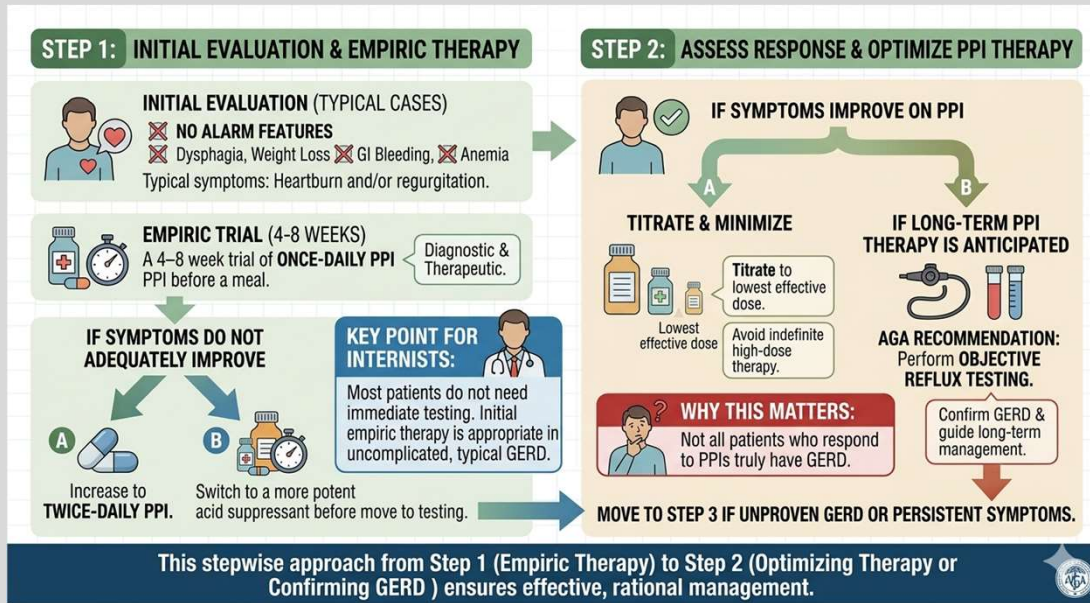 STEP 1: INITIAL EVALUATION & EMPIRIC THERAPY
INITIAL EVALUATION (TYPICAL CASES)
NO ALARM FEATURES
Dysphagia, Weight Loss GI Bleeding, Anemia
Typical symptoms: Heartburn and/or regurgitation.
EMPIRIC TRIAL (4-8 WEEKS)
A 4–8 week trial of ONCE-DAILY PPI
PPI before a meal.
Diagnostic &
Therapeutic.
IF SYMPTOMS DO NOT
ADEQUATELY IMPROVE
A
Increase to
TWICE-DAILY PPI.
B
Switch to a more potent
acid suppressant before move to testing.
KEY POINT FOR
INTERNISTS:
Most patients do not need
immediate testing. Initial
empiric therapy is appropriate in
uncomplicated, typical GERD.
STEP 2: ASSESS RESPONSE & OPTIMIZE PPI THERAPY
IF SYMPTOMS IMPROVE ON PPI
A
TITRATE & MINIMIZE
Lowest
effective dose
Titrate to
lowest effective
dose.
Avoid indefinite
high-dose
therapy.
B
IF LONG-TERM PPI
THERAPY IS ANTICIPATED
AGA RECOMMENDATION:
Perform OBJECTIVE
REFLUX TESTING.
Confirm GERD &
guide long-term
management.
?
WHY THIS MATTERS:
Not all patients who respond
to PPIs truly have GERD.
MOVE TO STEP 3 IF UNPROVEN GERD OR PERSISTENT SYMPTOMS.
This stepwise approach from Step 1 (Empiric Therapy) to Step 2 (Optimizing Therapy or
Confirming GERD ) ensures effective, rational management.